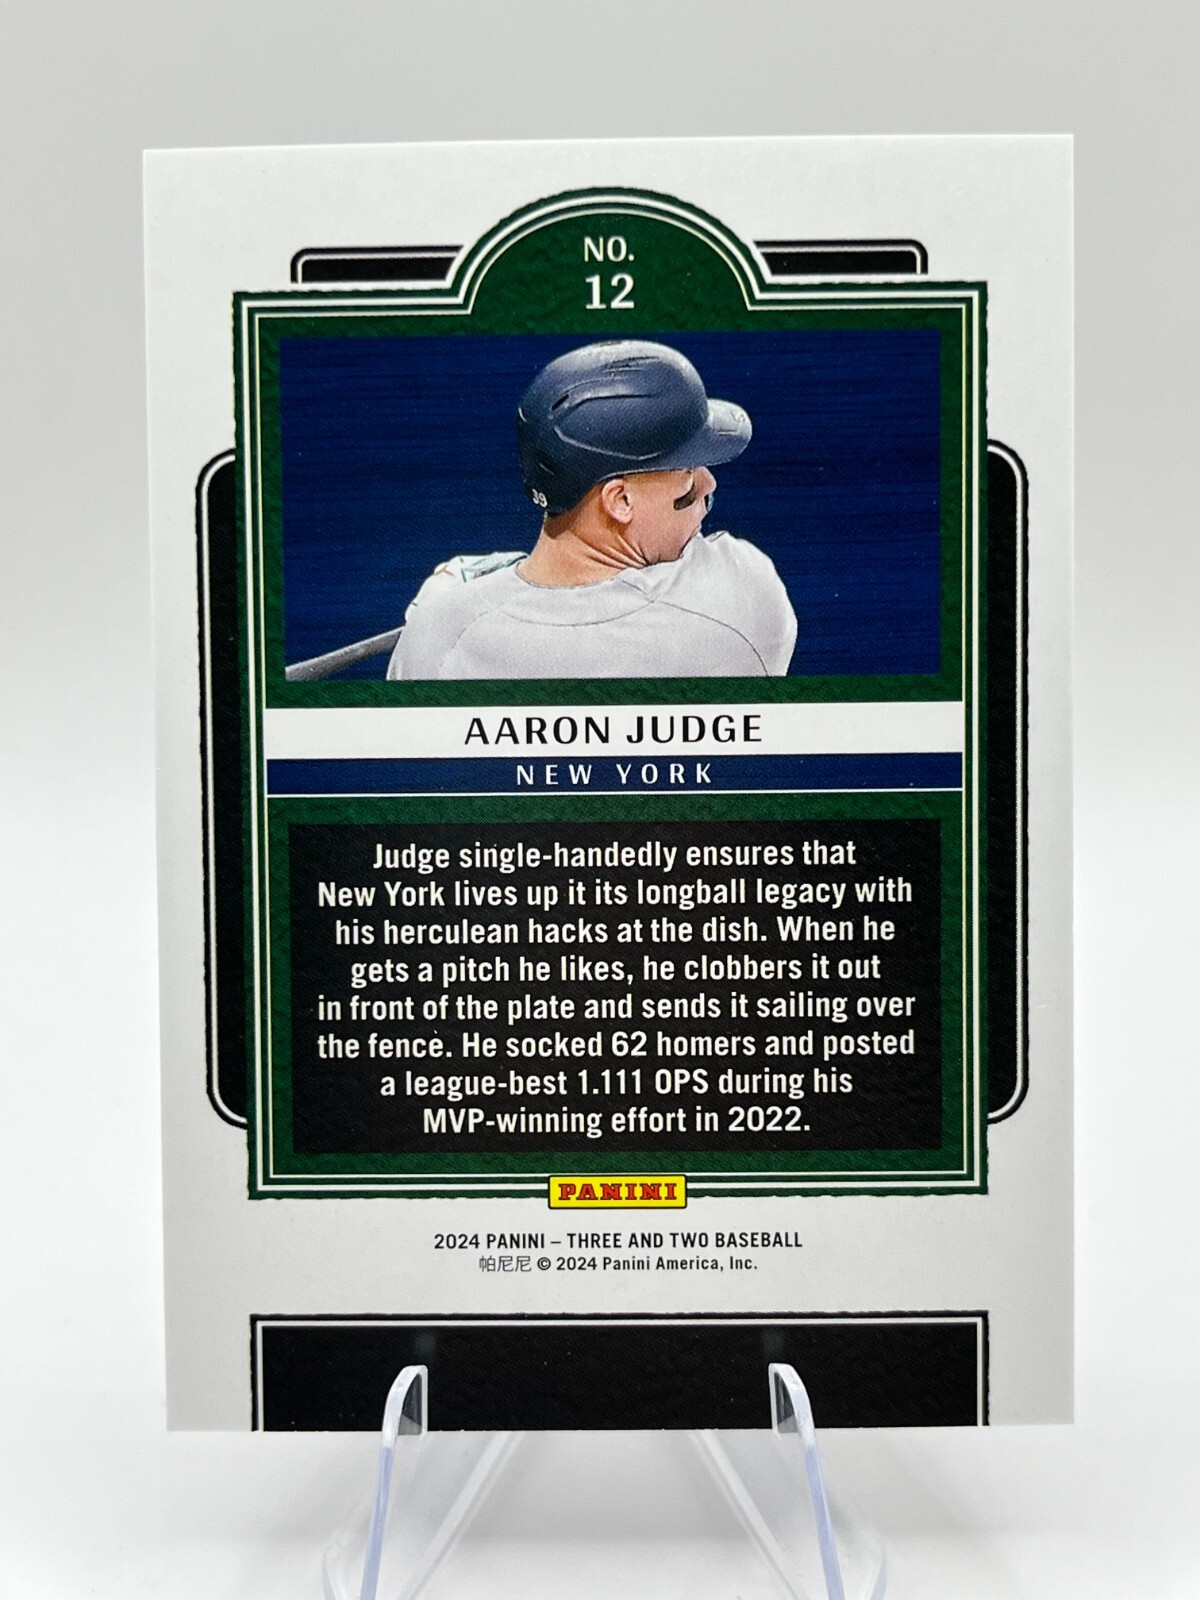 NO.
12
39
AARON JUDGE
NEW YORK
Judge single-handedly ensures that
New York lives up it its longball legacy with
his herculean hacks at the dish. When he
gets a pitch he likes, he clobbers it out
in front of the plate and sends it sailing over
the fence. He socked 62 homers and posted
a league-best 1.111 OPS during his
MVP-winning effort in 2022.
PANINI
2024 PANINI – THREE AND TWO BASEBALL
帕尼尼 © 2024 Panini America, Inc.